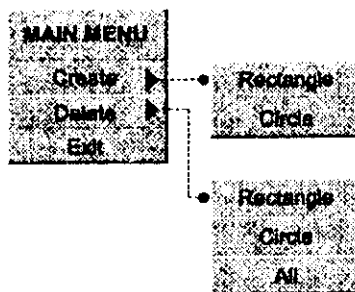 MAIN MENU
Create
Delete
Exit
Rectangle
Circle
Rectangle
Circle
All